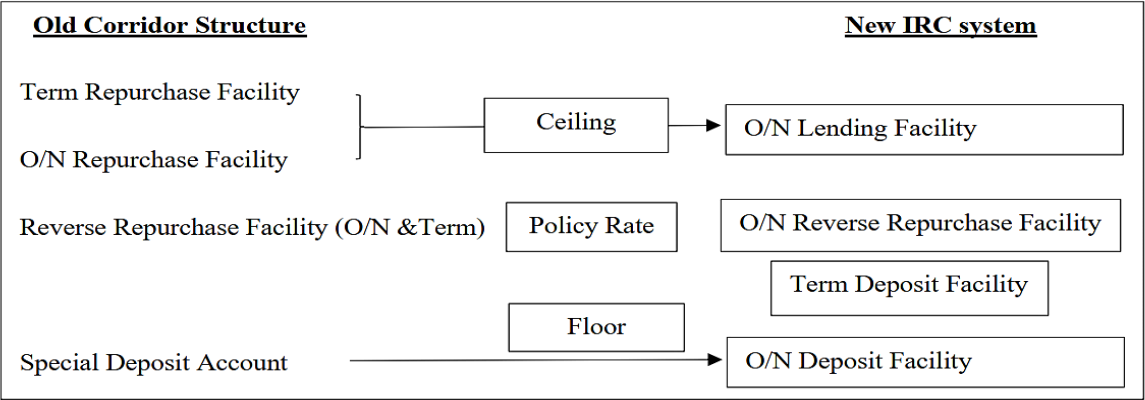 Old Corridor Structure
New IRC system
Term Repurchase Facility
Ceiling
O/N Lending Facility
O/N Repurchase Facility
Reverse Repurchase Facility (O/N &Term)
Policy Rate
O/N Reverse Repurchase Facility
Term Deposit Facility
Floor
Special Deposit Account
O/N Deposit Facility